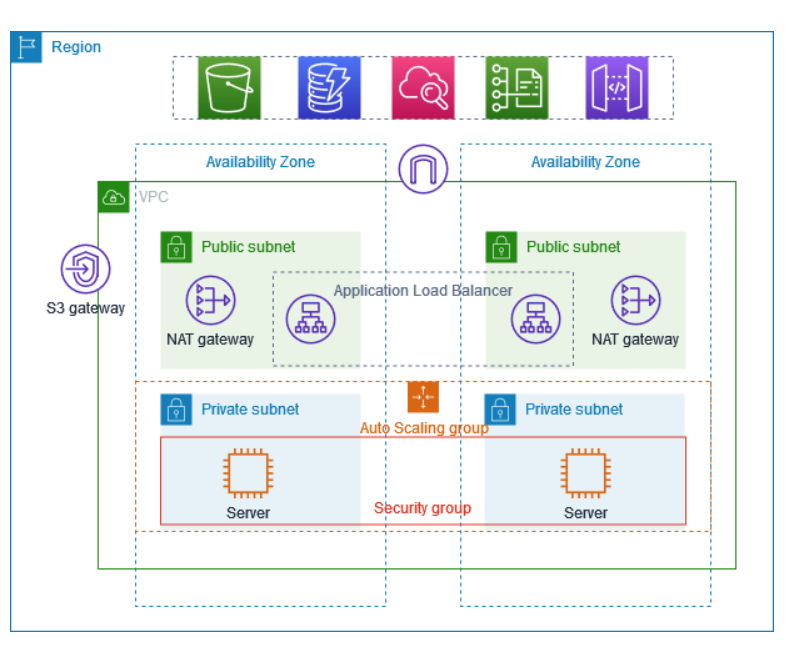 Region
Availability Zone
Availability Zone
VPC
Public subnet
Public subnet
Application Load Balancer
S3 gateway
NAT gateway
NAT gateway
Private subnet
Private subnet
Auto Scaling group
Security group
Server
Server